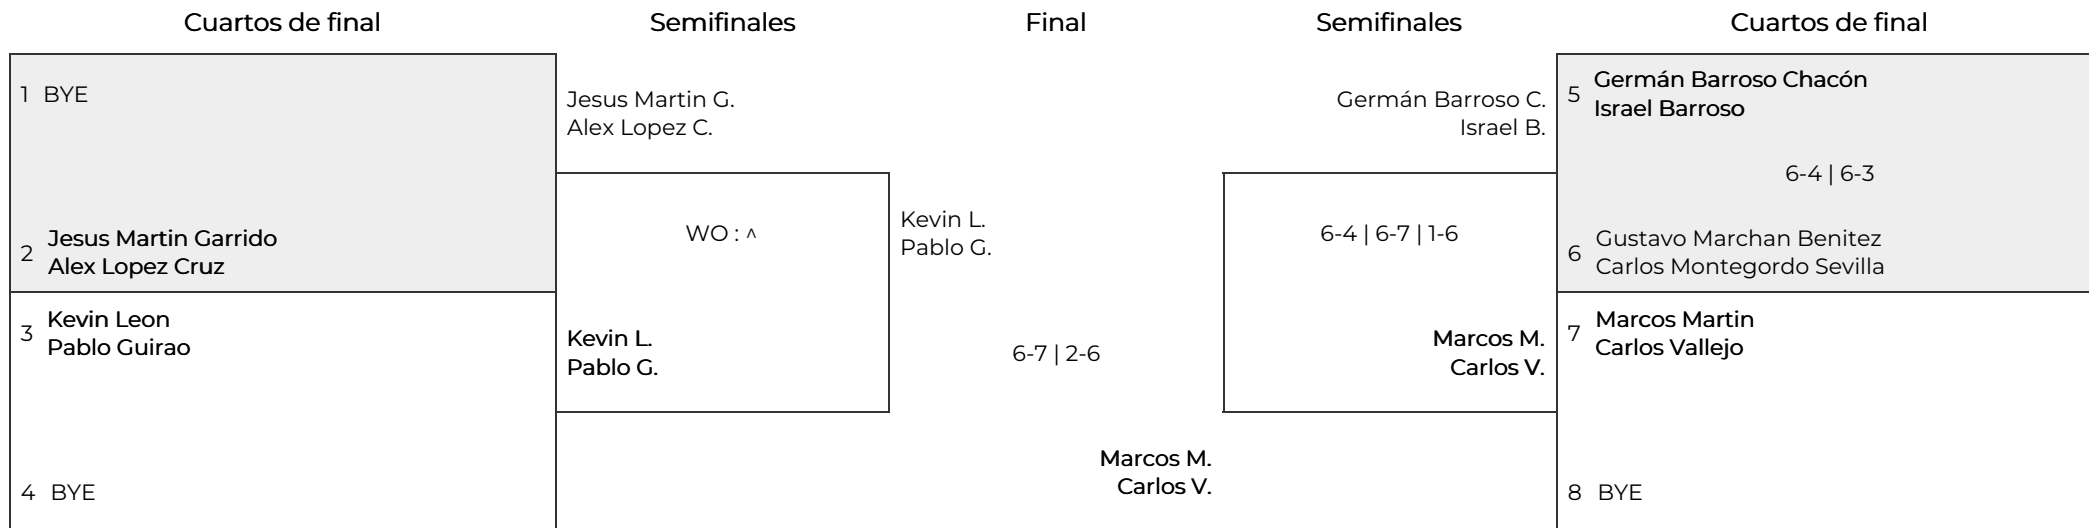 Cuartos de final
Semifinales
Final
Semifinales
Cuartos de final
1 BYE
2 Jesus Martin Garrido
Alex Lopez Cruz
3 Kevin Leon
Pablo Guirao
4 BYE
Jesus Martin G.
Alex Lopez C.
WO : ^
Kevin L.
Pablo G.
Kevin L.
Pablo G.
6-7 | 2-6
Marcos M.
Carlos V.
Germán Barroso C.
Israel B.
6-4 | 6-7 | 1-6
Marcos M.
Carlos V.
5 Germán Barroso Chacón
Israel Barroso
6-4 | 6-3
6 Gustavo Marchan Benitez
Carlos Montegordo Sevilla
7 Marcos Martin
Carlos Vallejo
8 BYE